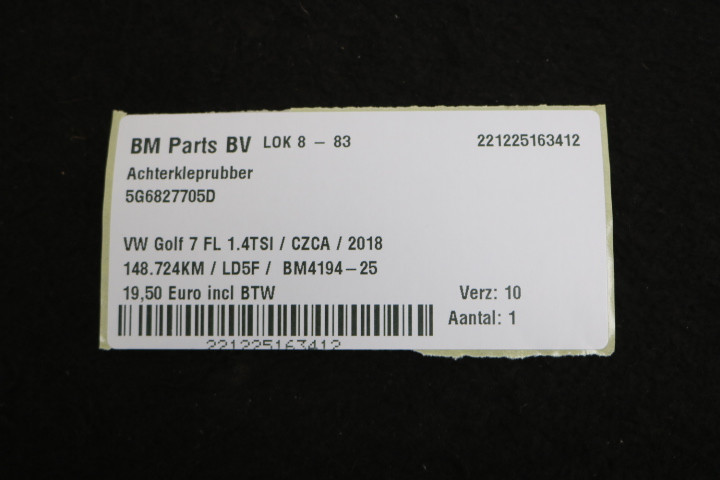 BM Parts BV LOK 8 - 83 221225163412
Achterkleprubber
5G6827705D
VW Golf 7 FL 1.4TSI / CZCA / 2018
148.724KM / LD5F / BM4194-25
19,50 Euro incl BTW Verz: 10
Aantal: 1
221225163412